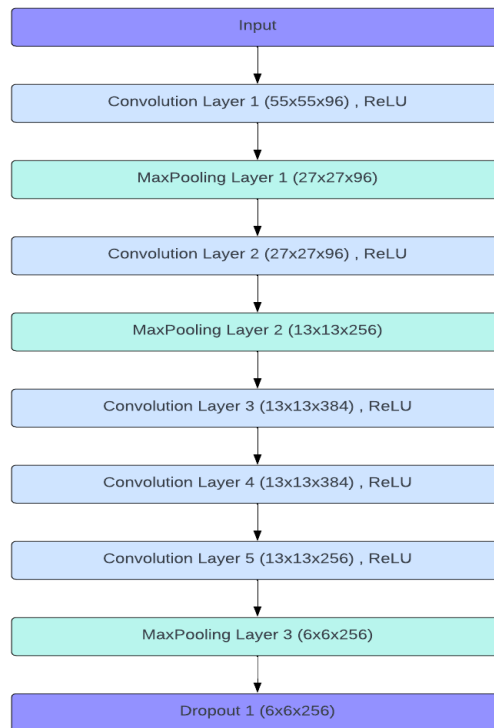 Input
Convolution Layer 1 (55x55x96) , ReLU
MaxPooling Layer 1 (27x27x96)
Convolution Layer 2 (27x27x96) , ReLU
MaxPooling Layer 2 (13x13x256)
Convolution Layer 3 (13x13x384) , ReLU
Convolution Layer 4 (13x13x384) , ReLU
Convolution Layer 5 (13x13x256) , ReLU
MaxPooling Layer 3 (6x6x256)
Dropout 1 (6x6x256)